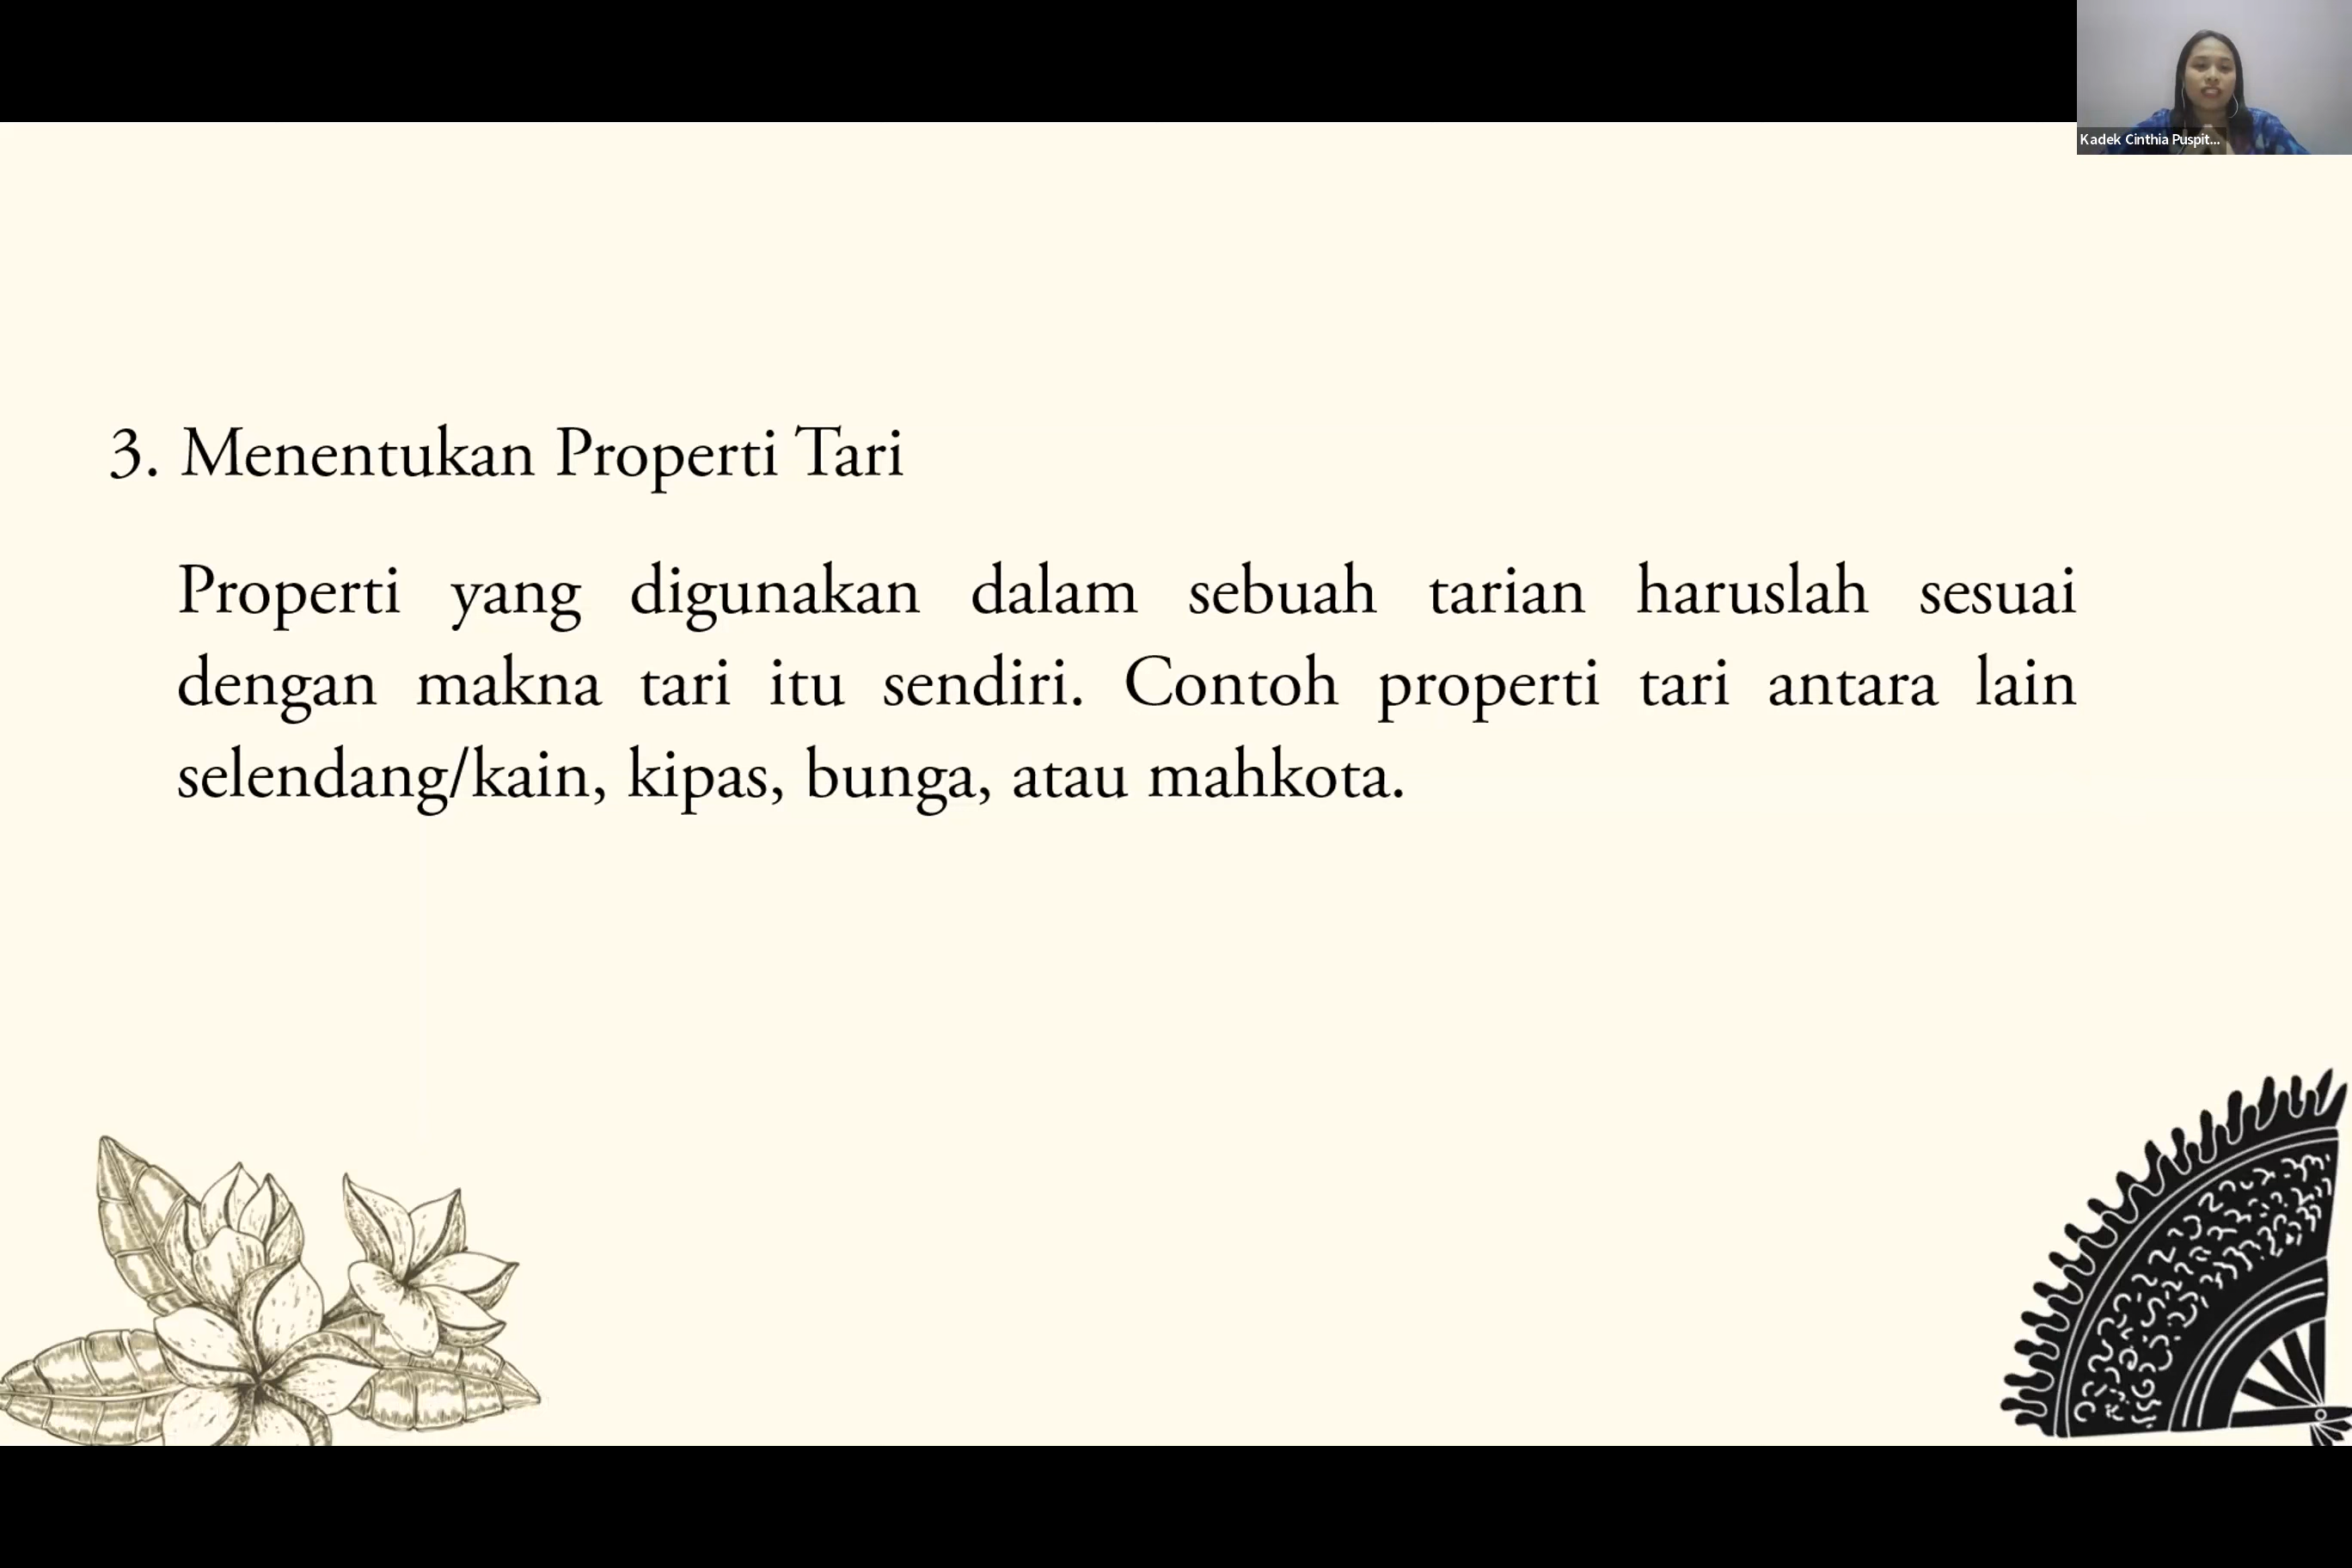 Kadek Cinthia Puspit...
3. Menentukan Properti Tari
Properti yang digunakan dalam sebuah tarian haruslah sesuai
dengan makna tari itu sendiri. Contoh properti tari antara lain
selendang/kain, kipas, bunga, atau mahkota.